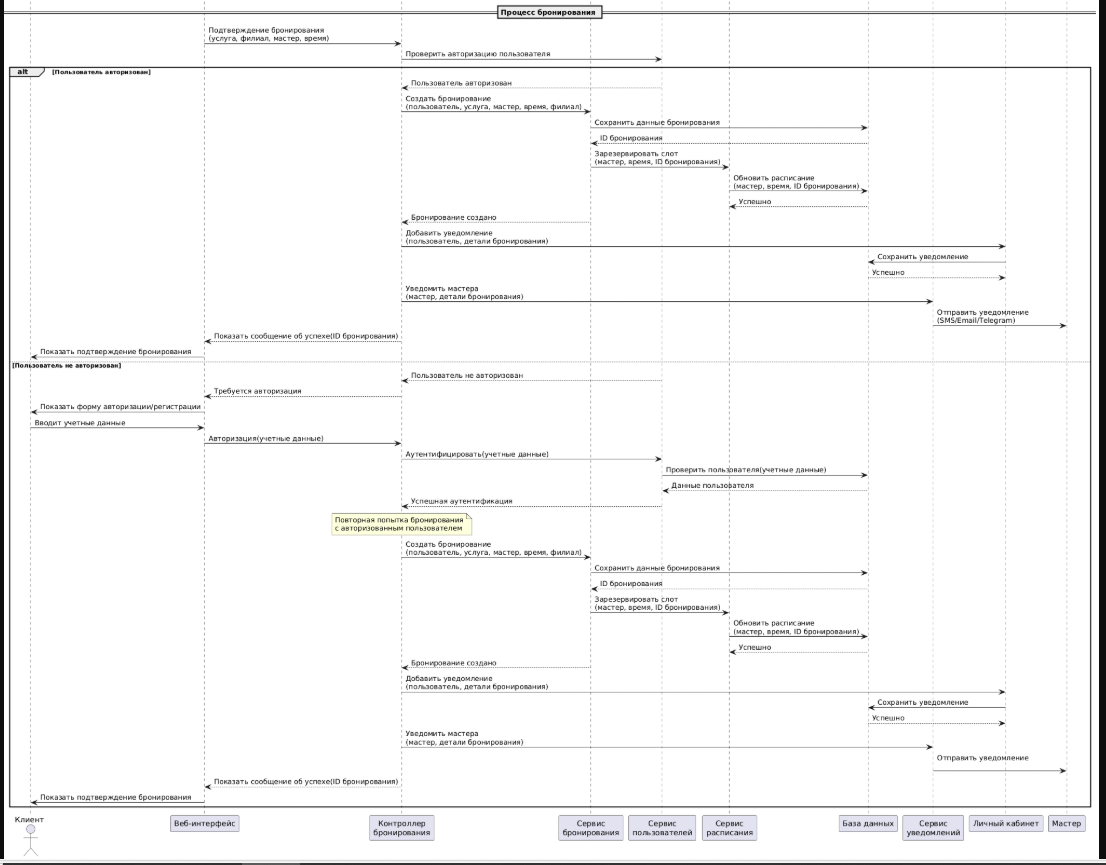 Процесс бронирования
Подтверждение бронирования
(услуга, филиал, мастер, время)
Проверить авторизацию пользователя
alt
[Пользователь авторизован]
Пользователь авторизован
Создать бронирование
(пользователь, услуга, мастер, время, филиал)
Сохранить данные бронирования
ID бронирования
Зарезервировать слот
(мастер, время, ID бронирования)
Обновить расписание
(мастер, время, ID бронирования)
Успешно
Бронирование создано
Добавить уведомление
(пользователь, детали бронирования)
Сохранить уведомление
Успешно
Уведомить мастера
(мастер, детали бронирования)
Отправить уведомление
(SMS/Email/Telegram)
Показать сообщение об успехе(ID бронирования)
Показать подтверждение бронирования
[Пользователь не авторизован]
Пользователь не авторизован
Требуется авторизация
Показать форму авторизации/регистрации
Вводит учетные данные
Авторизация(учетные данные)
Аутентифицировать(учетные данные)
Проверить пользователя(учетные данные)
Данные пользователя
Успешная аутентификация
Повторная попытка бронирования
с авторизованным пользователем
Создать бронирование
(пользователь, услуга, мастер, время, филиал)
Сохранить данные бронирования
ID бронирования
Зарезервировать слот
(мастер, время, ID бронирования)
Обновить расписание
(мастер, время, ID бронирования)
Успешно
Бронирование создано
Добавить уведомление
(пользователь, детали бронирования)
Сохранить уведомление
Успешно
Уведомить мастера
(мастер, детали бронирования)
Отправить уведомление
Показать сообщение об успехе(ID бронирования)
Показать подтверждение бронирования
Клиент
Веб-интерфейс
Контроллер
бронирования
Сервис
бронирования
Сервис
пользователей
Сервис
расписания
База данных
Сервис
уведомлений
Личный кабинет
Мастер